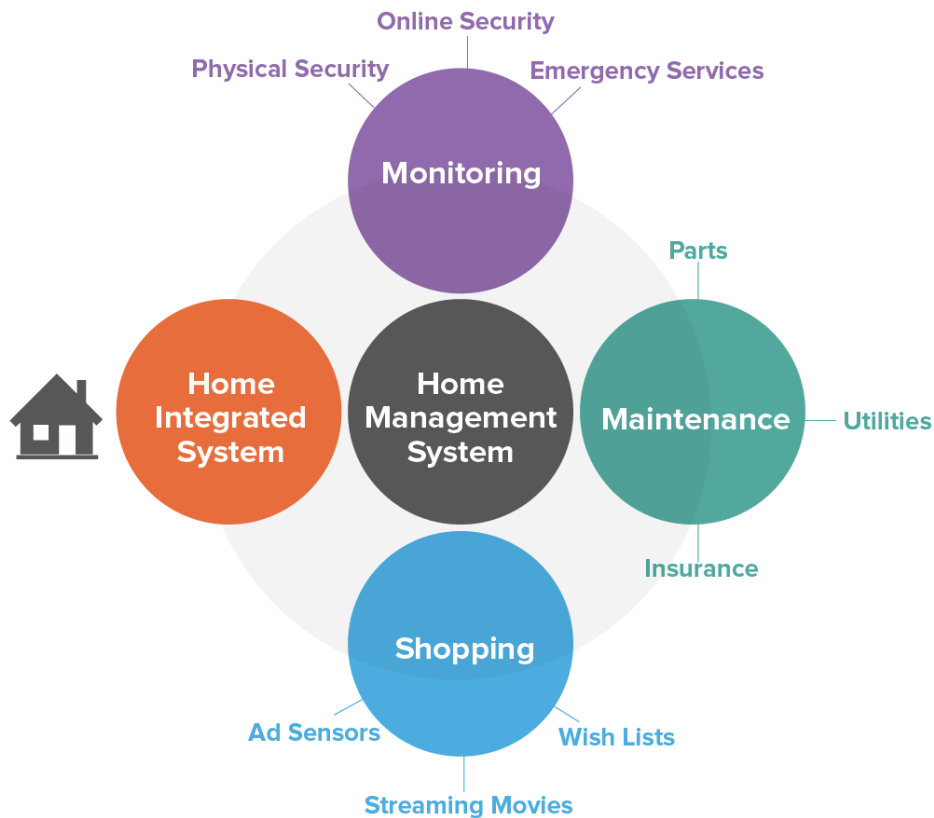 Online Security
Physical Security
Emergency Services
Monitoring
Parts
Home
Integrated
System
Home
Management
System
Maintenance
Utilities
Insurance
Shopping
Ad Sensors
Wish Lists
Streaming Movies